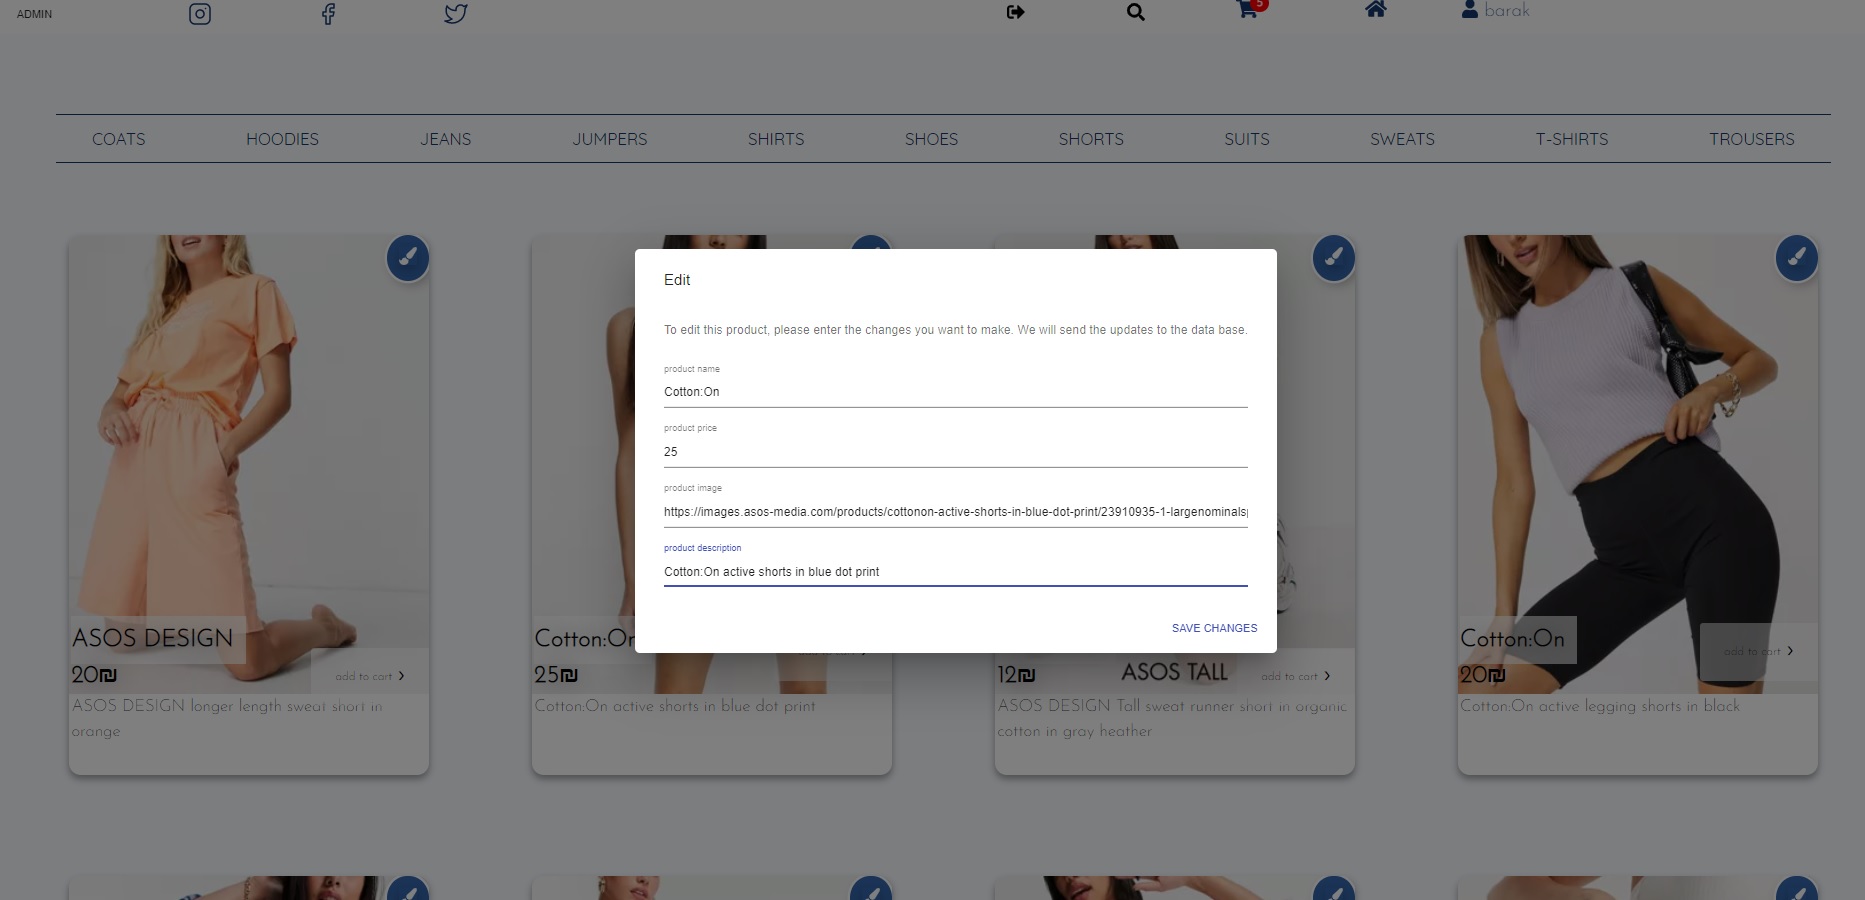 ADMIN
5
barak
COATS HOODIES JEANS JUMPERS SHIRTS SHOES SHORTS SUITS SWEATS T-SHIRTS TROUSERS
Edit
To edit this product, please enter the changes you want to make. We will send the updates to the data base.
product name
Cotton:On
product price
25
product image
https://images.asos-media.com/products/cottonon-active-shorts-in-blue-dot-print/23910935-1-largenominals
product description
Cotton:On active shorts in blue dot print
SAVE CHANGES
ASOS DESIGN
20₪
add to cart
ASOS DESIGN longer length sweat short in
orange
Cotton:On
25₪
add to cart
Cotton:On active shorts in blue dot print
12₪
ASOS TALL
add to cart
ASOS DESIGN Tall sweat runner short in organic
cotton in gray heather
Cotton:On
20₪
add to cart
Cotton:On active legging shorts in black